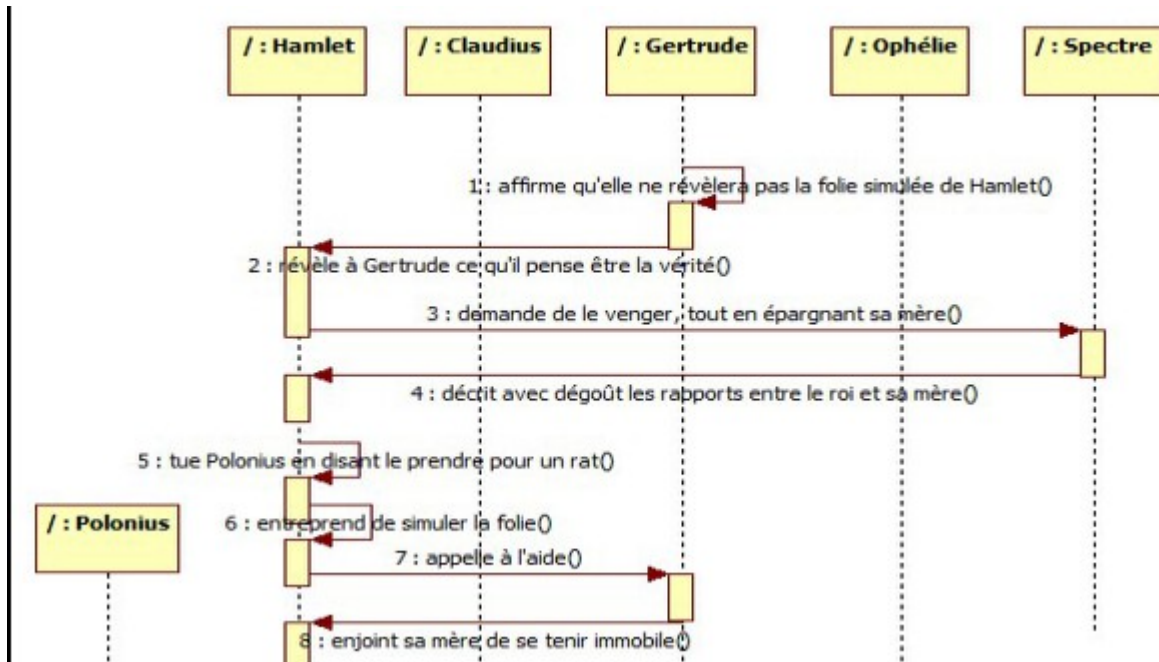 / : Hamlet
/ : Claudius
/ : Gertrude
/ : Ophélie
/ : Spectre
1 : affirme qu'elle ne révèlera pas la folie simulée de Hamlet()
2 : révèle à Gertrude ce qu'il pense être la vérité()
3 : demande de le venger, tout en épargnant sa mère()
4 : décrit avec dégoût les rapports entre le roi et sa mère()
5 : tue Polonius en disant le prendre pour un rat()
/ : Polonius
6 : entreprend de simuler la folie()
7 : appelle à l'aide()
8 : enjoint sa mère de se tenir immobile()